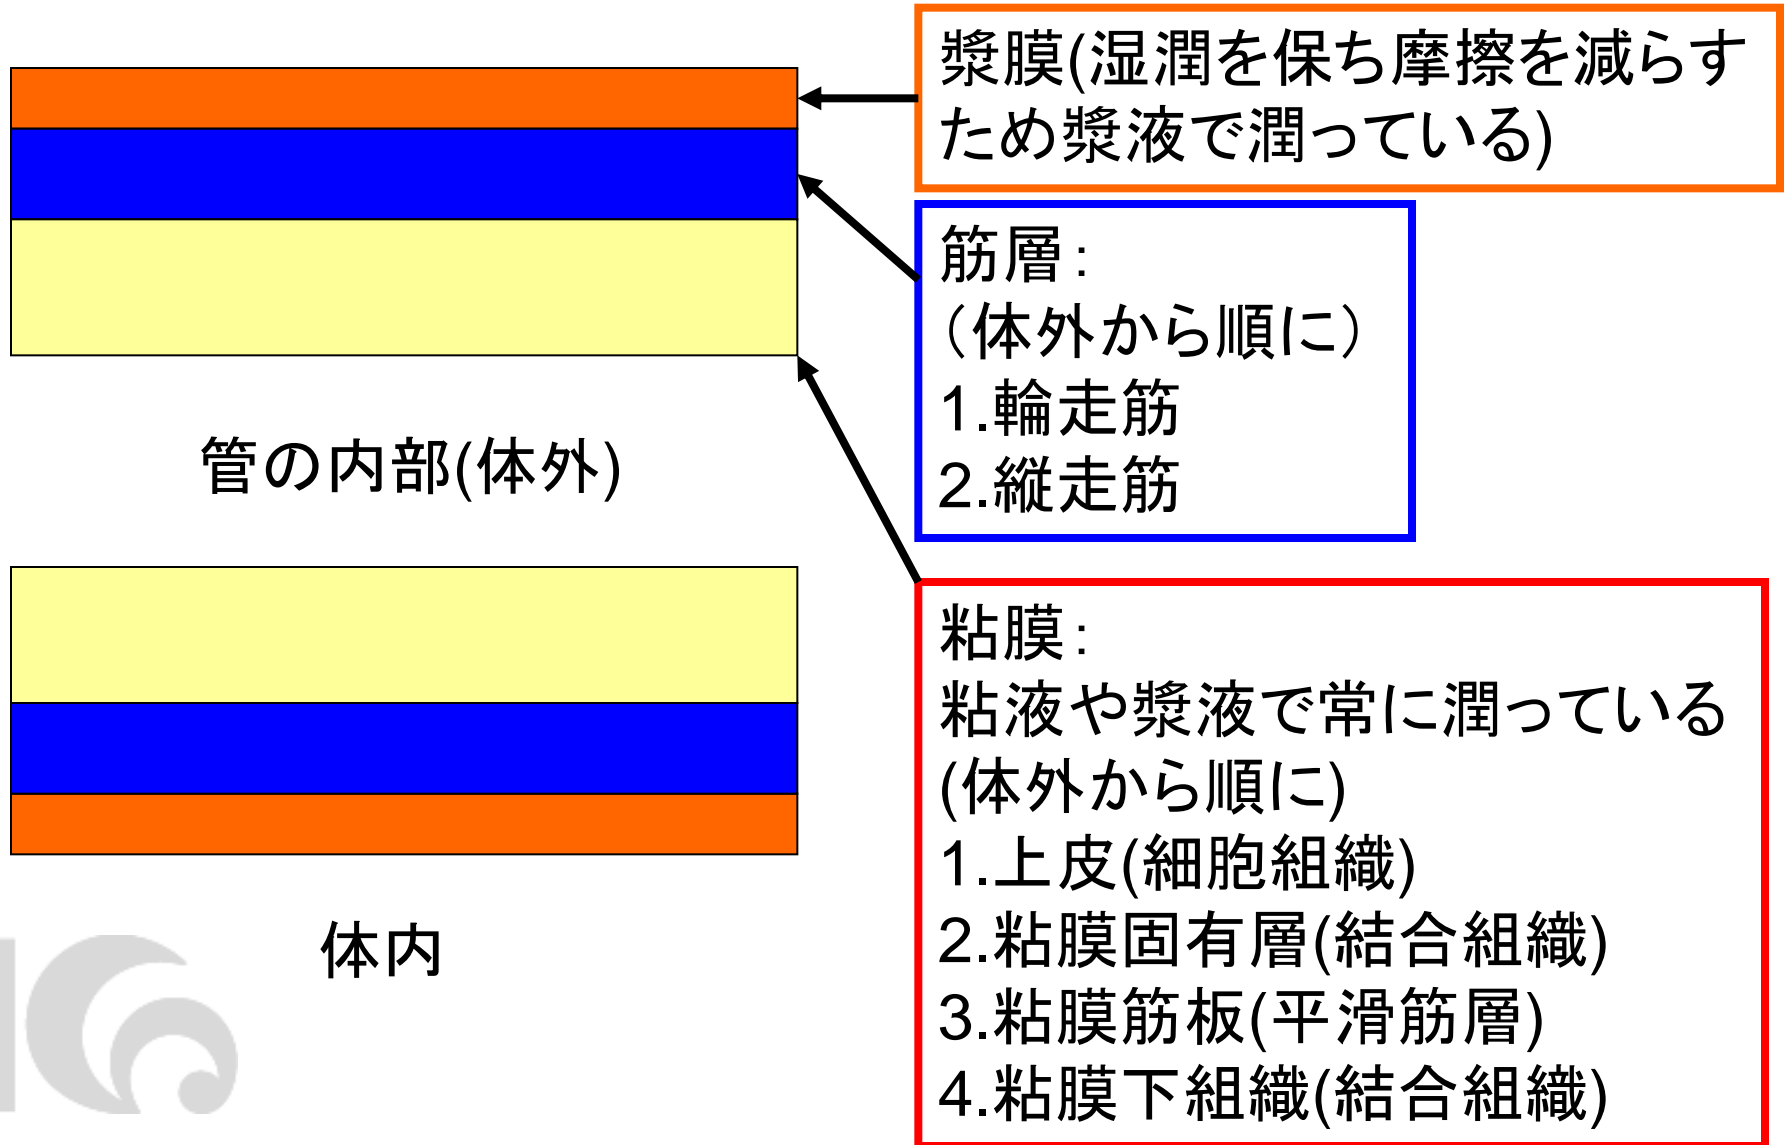 漿膜(湿潤を保ち摩擦を減らす
ため漿液で潤っている)
筋層：
（体外から順に）
1.輪走筋
2.縦走筋
管の内部(体外)
粘膜：
粘液や漿液で常に潤っている
(体外から順に)
1.上皮(細胞組織)
2.粘膜固有層(結合組織)
3.粘膜筋板(平滑筋層)
4.粘膜下組織(結合組織)
体内